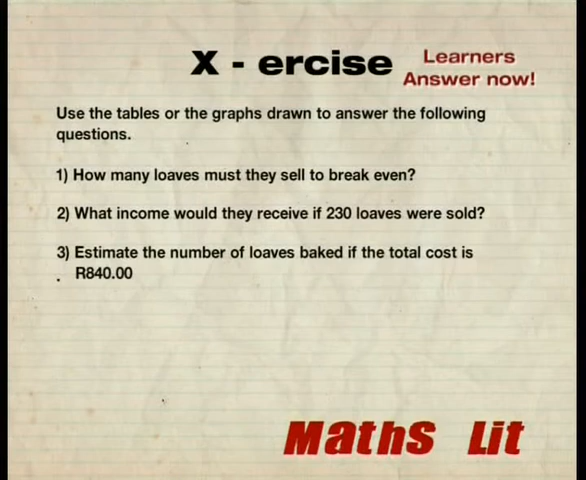 X - ercise
Learners
Answer now!
Use the tables or the graphs drawn to answer the following
questions.
1) How many loaves must they sell to break even?
2) What income would they receive if 230 loaves were sold?
3) Estimate the number of loaves baked if the total cost is
. R840.00
Maths Lit